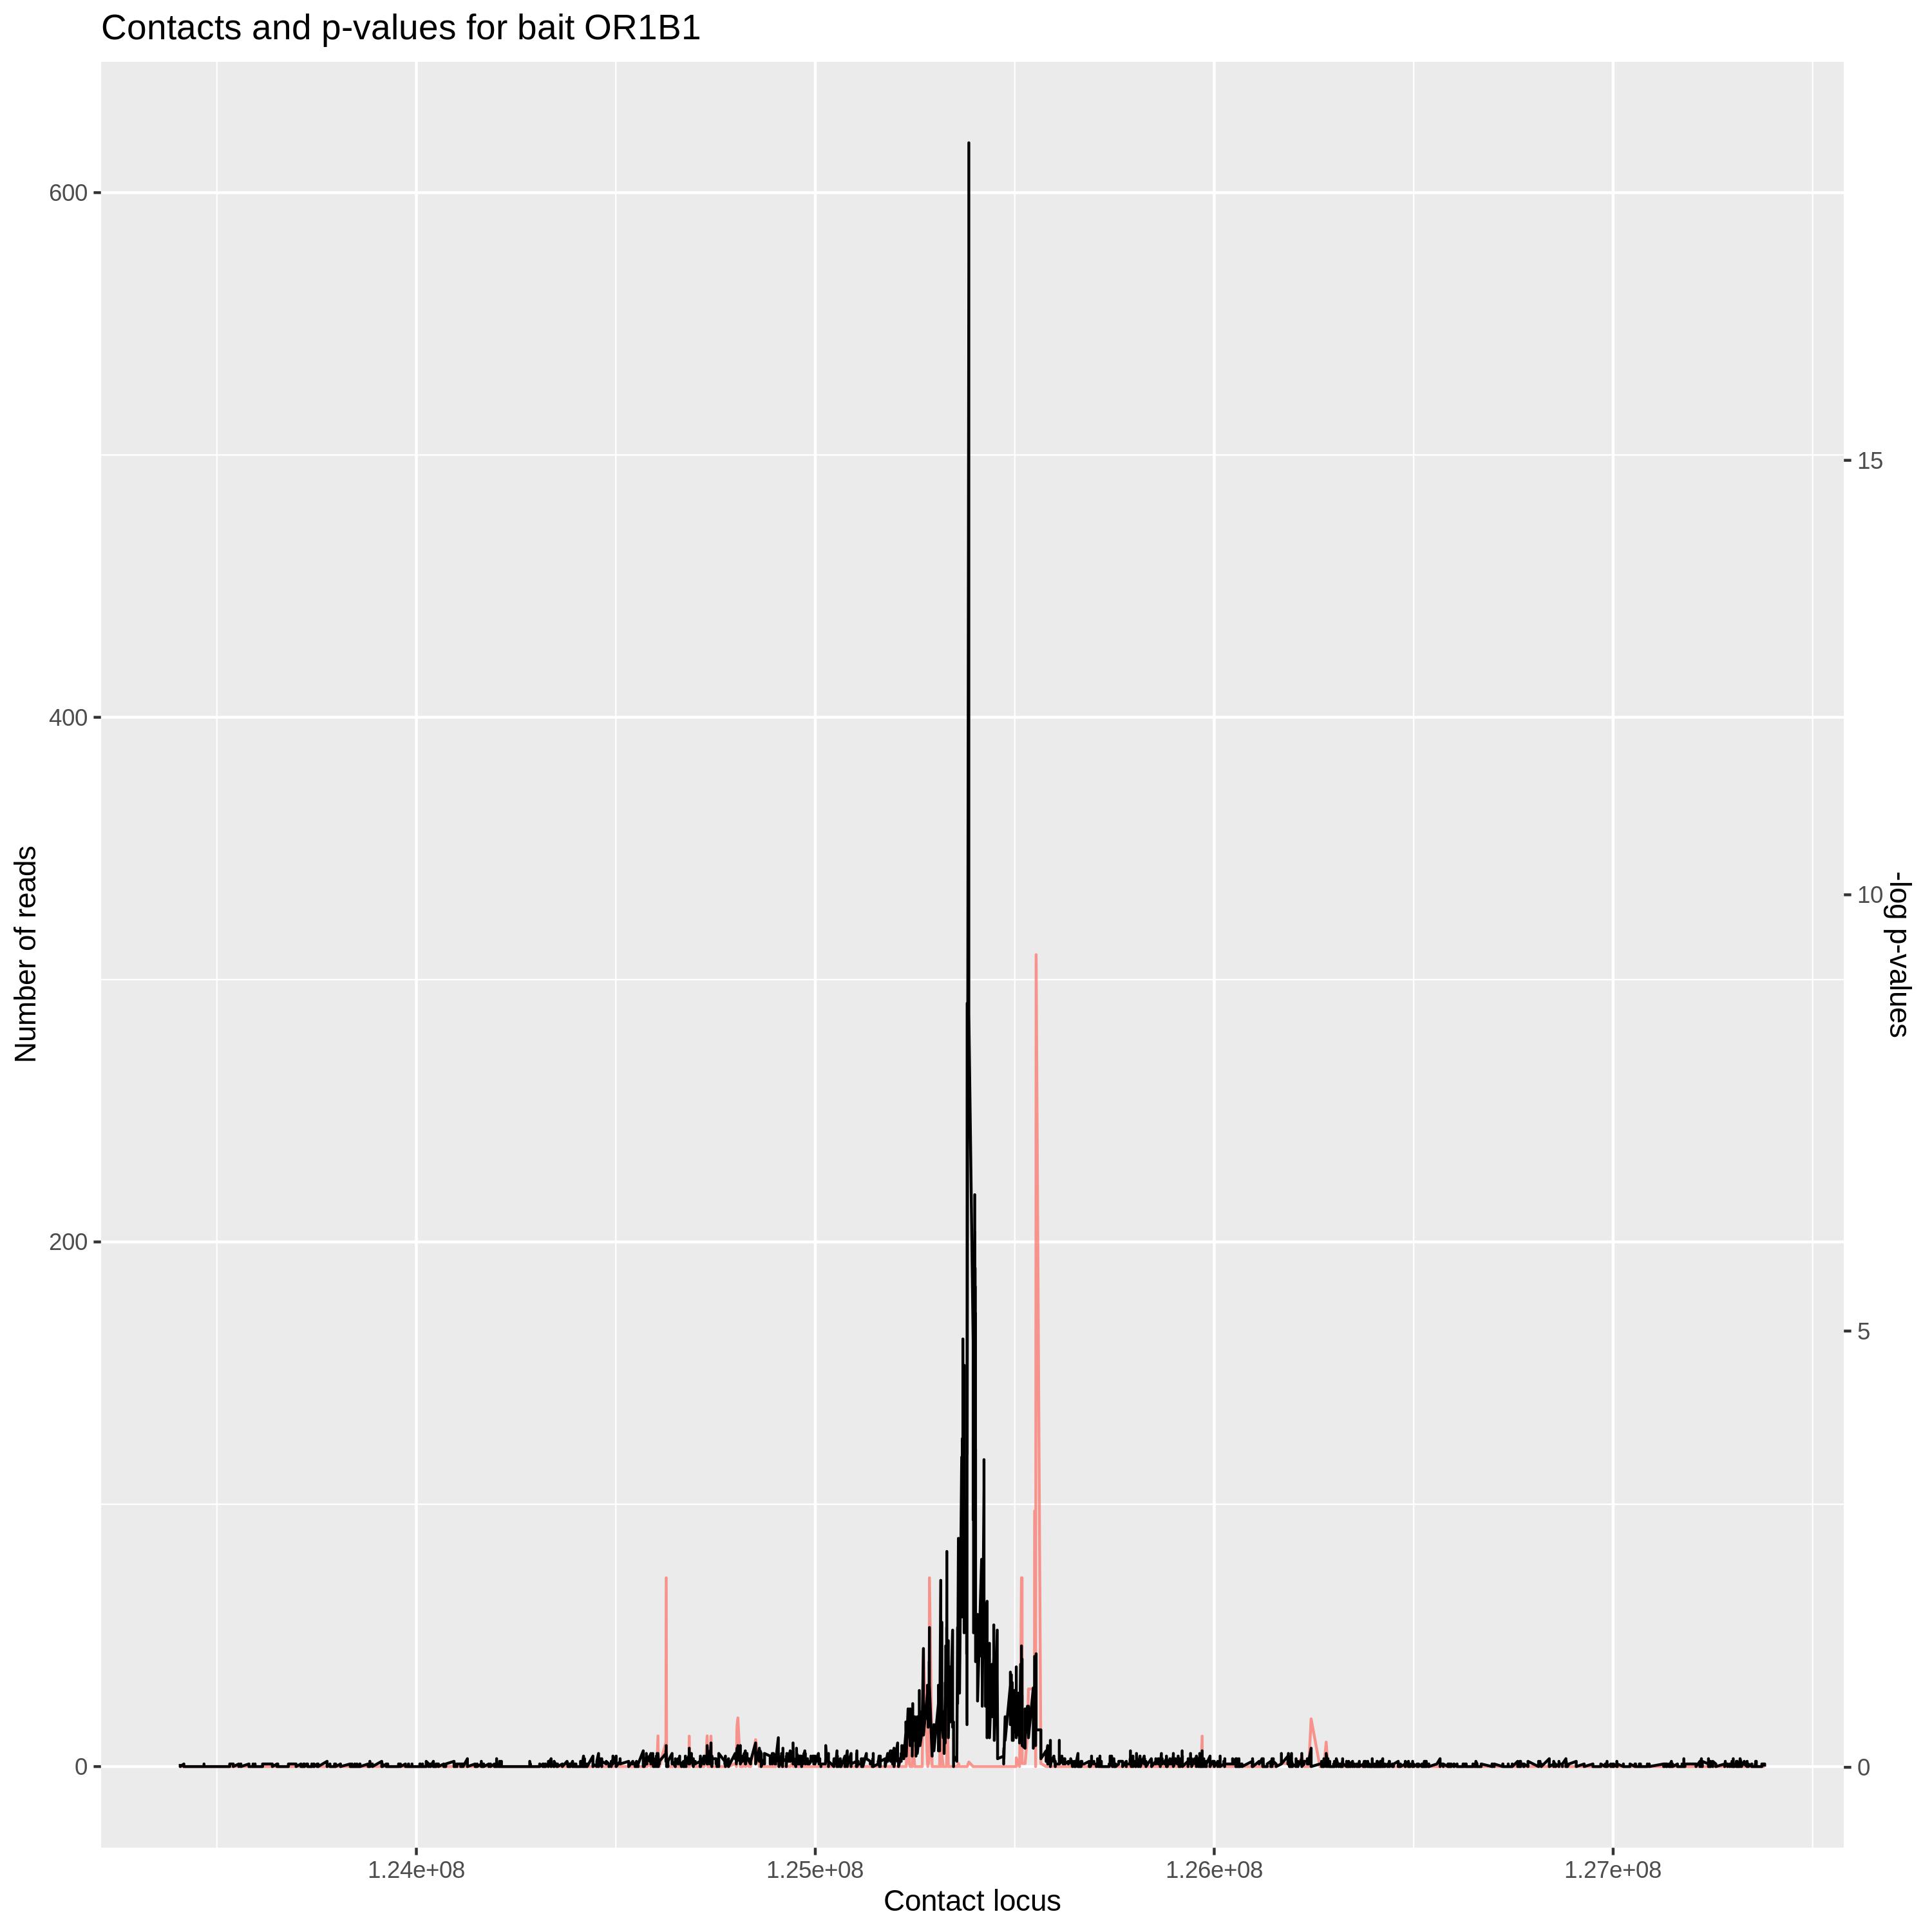 Contacts and p-values for bait OR1B1
600
400
200
0
Number of reads
15
10
5
0
-log p-values
1.24e+08
1.25e+08
1.26e+08
1.27e+08
Contact locus